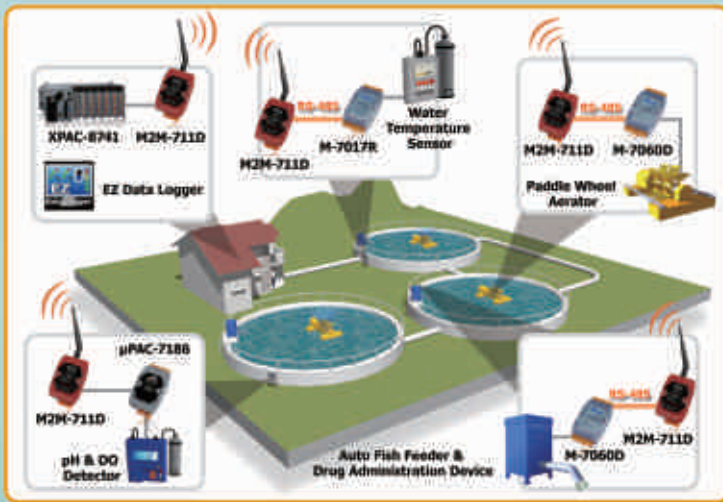 XPAC-8741
M2M-711D
EZ Data Logger
RS-485
M2M-711D
M-7017R
Water
Temperature
Sensor
RS-485
M2M-711D
M-7060D
Paddle Wheel
Aerator
M2M-711D
µPAC-7186
pH & DO
Detector
Auto Fish Feeder &
Drug Administration Device
RS-485
M-7060D
M2M-711D